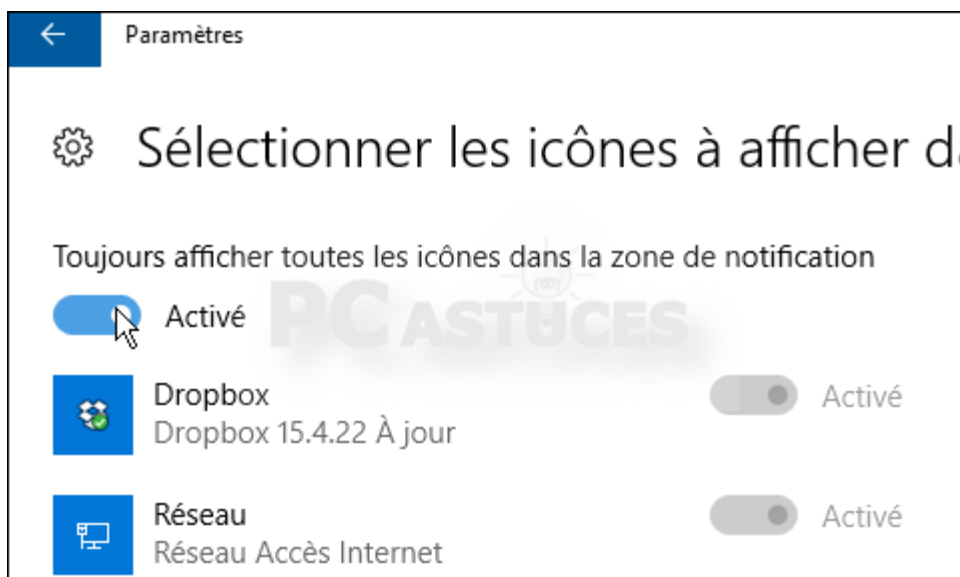 Paramètres
Sélectionner les icônes à afficher
Toujours afficher toutes les icônes dans la zone de notification
Activé
PC ASTUCES
Dropbox
Activé
Dropbox 15.4.22 À jour
Réseau
Activé
Réseau Accès Internet